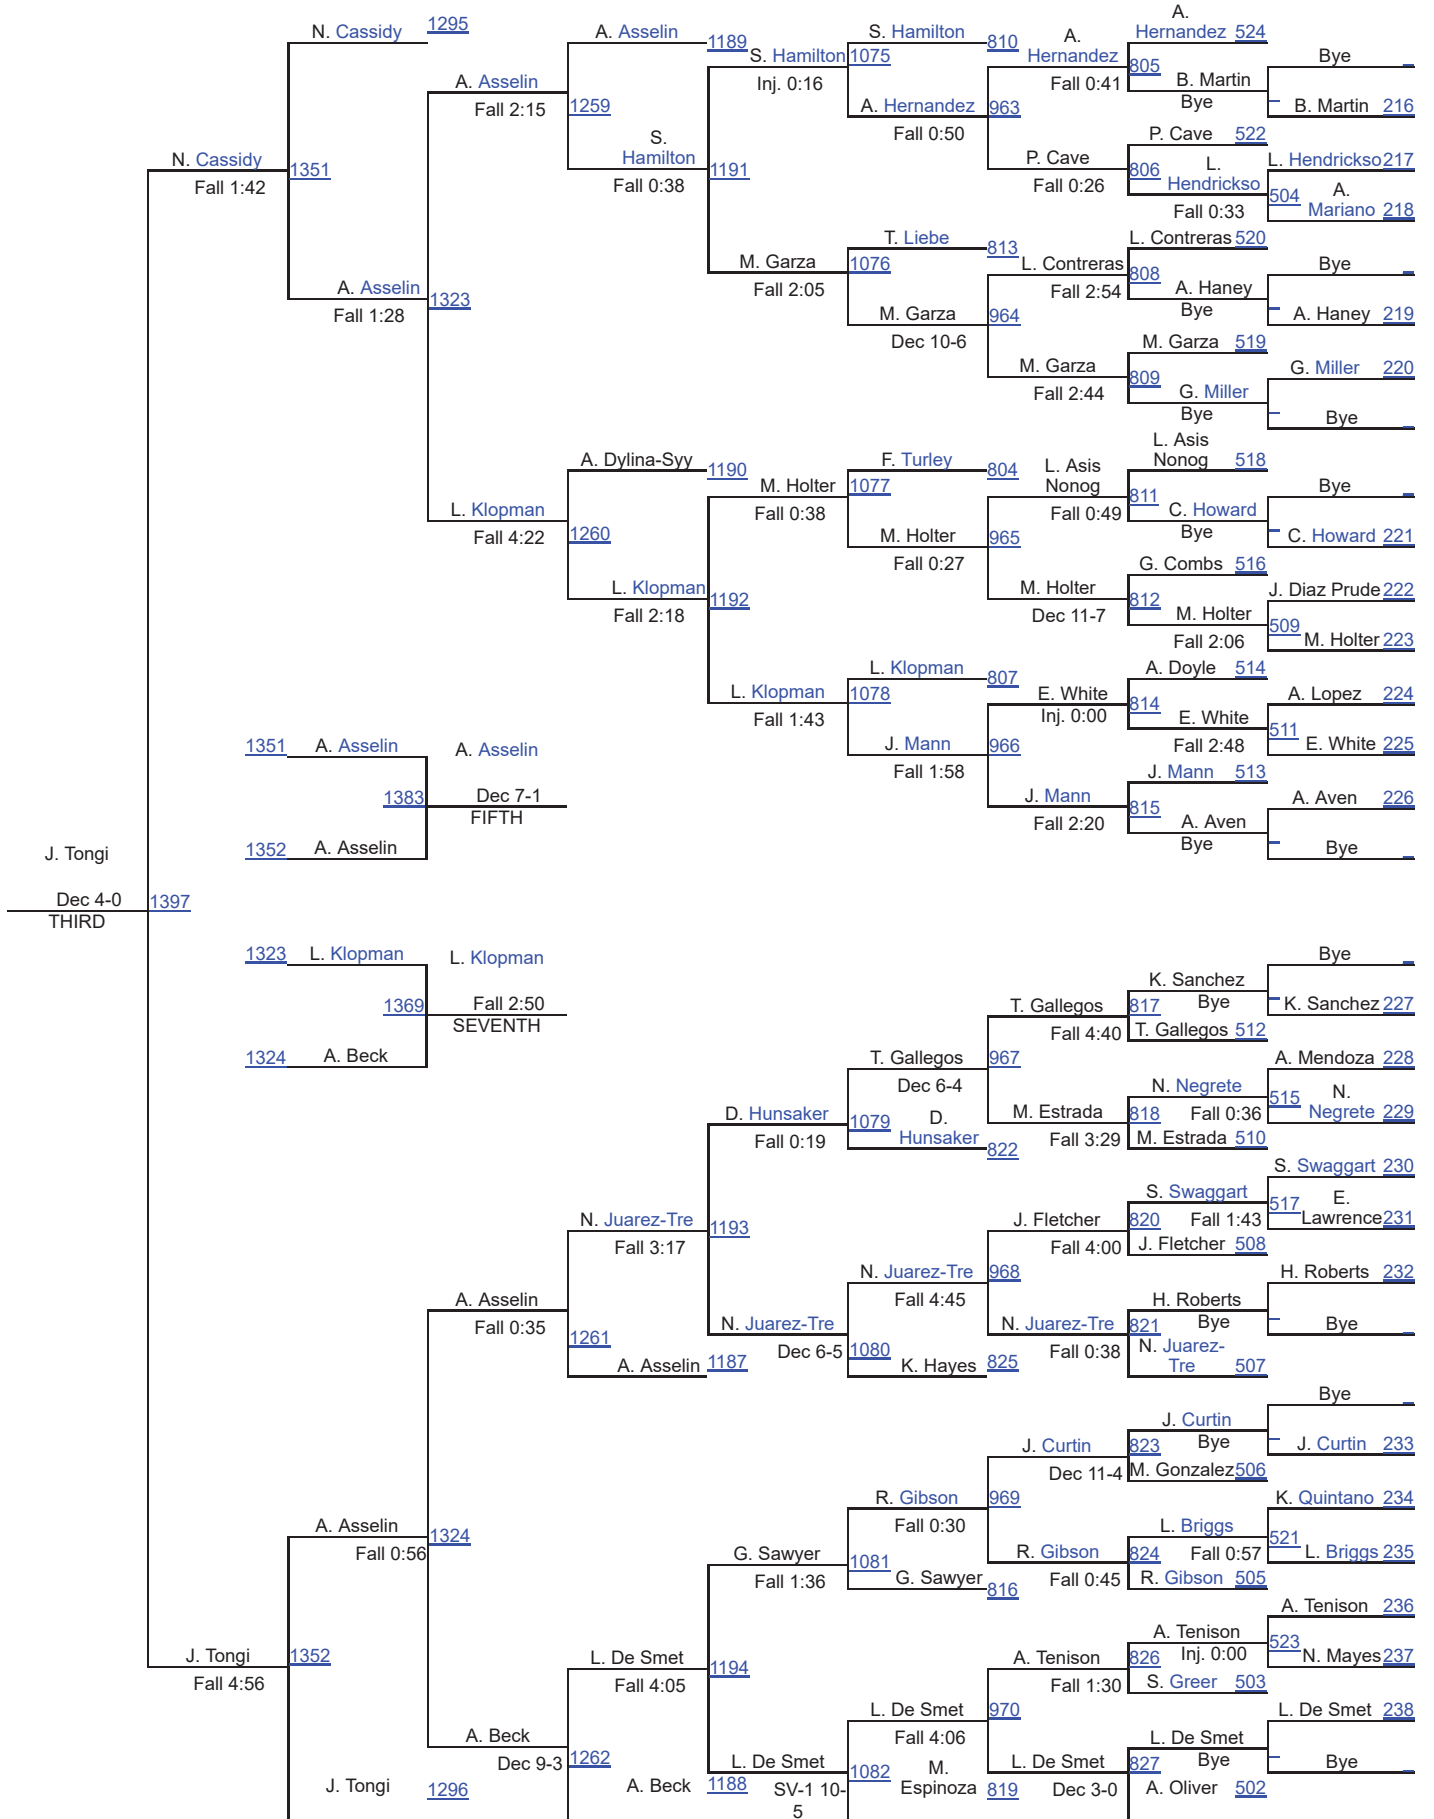 A.
N. Cassidy 1295 A. Asselin S. Hamilton Hernandez 524
1189 810 A.
S. Hamilton 1075 Hernandez Bye
805
A. Asselin Inj. 0:16 Fall 0:41 B. Martin
Fall 2:15 1259 A. Hernandez 963 Bye B. Martin 216
S. Fall 0:50 P. Cave 522
N. Cassidy Hamilton P. Cave L. L. Hendrickso 217
1351 1191 806 Hendrickso
Fall 1:42 Fall 0:38 Fall 0:26 504 A.
Fall 0:33 Mariano 218
T. Liebe 813 L. Contreras 520
M. Garza 1076 L. Contreras 808 Bye
A. Asselin Fall 2:05 Fall 2:54 A. Haney
1323
Fall 1:28 M. Garza 964 Bye A. Haney 219
Dec 10-6 M. Garza 519
M. Garza 809 G. Miller 220
Fall 2:44 G. Miller
Bye Bye
L. Asis
A. Dylina-Syy 1190 F. Turley 804 L. Asis Nonog 518
M. Holter 1077 Nonog 811 Bye
L. Klopman Fall 0:38 Fall 0:49 C. Howard
Fall 4:22 1260 M. Holter 965 Bye C. Howard 221
Fall 0:27 G. Combs 516
L. Klopman 1192 M. Holter 812 J. Diaz Prude 222
Fall 2:18 Dec 11-7 M. Holter 509
Fall 2:06 M. Holter 223
L. Klopman 807 A. Doyle 514
L. Klopman 1078 E. White 814 A. Lopez 224
Fall 1:43 Inj. 0:00 E. White 511
1351 A. Asselin A. Asselin J. Mann 966 Fall 2:48 E. White 225
Fall 1:58 J. Mann 513
1383 Dec 7-1 J. Mann 815 A. Aven 226
FIFTH Fall 2:20 A. Aven
J. Tongi 1352 A. Asselin Bye Bye
Dec 4-0 1397
THIRD
1323 L. Klopman L. Klopman Bye
K. Sanchez
1369 Fall 2:50 T. Gallegos 817 Bye K. Sanchez 227
SEVENTH Fall 4:40 T. Gallegos 512
1324 A. Beck T. Gallegos 967 A. Mendoza 228
Dec 6-4 N. Negrete 515 N.
D. Hunsaker 1079 D. M. Estrada 818 Fall 0:36 Negrete 229
Fall 0:19 Hunsaker 822 Fall 3:29 M. Estrada 510
S. Swaggart 230
S. Swaggart 517 E.
N. Juarez-Tre 1193 J. Fletcher 820 Fall 1:43 Lawrence 231
Fall 3:17 Fall 4:00 J. Fletcher 508
N. Juarez-Tre 968 H. Roberts 232
A. Asselin Fall 4:45 H. Roberts
Fall 0:35 1261 N. Juarez-Tre N. Juarez-Tre 821 Bye Bye
Dec 6-5 1080 Fall 0:38 N. Juarez-
A. Asselin 1187 K. Hayes 825 Tre 507
Bye
J. Curtin
J. Curtin 823 Bye J. Curtin 233
Dec 11-4 M. Gonzalez 506
R. Gibson 969 K. Quintano 234
A. Asselin 1324 Fall 0:30 L. Briggs 521
Fall 0:56 G. Sawyer 1081 R. Gibson 824 Fall 0:57 L. Briggs 235
Fall 1:36 G. Sawyer 816 Fall 0:45 R. Gibson 505
A. Tenison 236
A. Tenison 523
J. Tongi 1352 L. De Smet 1194 A. Tenison 826 Inj. 0:00 N. Mayes 237
Fall 4:56 Fall 4:05 Fall 1:30 S. Greer 503
L. De Smet 970 L. De Smet 238
A. Beck Fall 4:06 L. De Smet
Dec 9-3 1262 L. De Smet 1082 M. L. De Smet 827 Bye Bye
J. Tongi 1296 A. Beck 1188 SV-1 10- Espinoza 819 Dec 3-0 A. Oliver 502
5